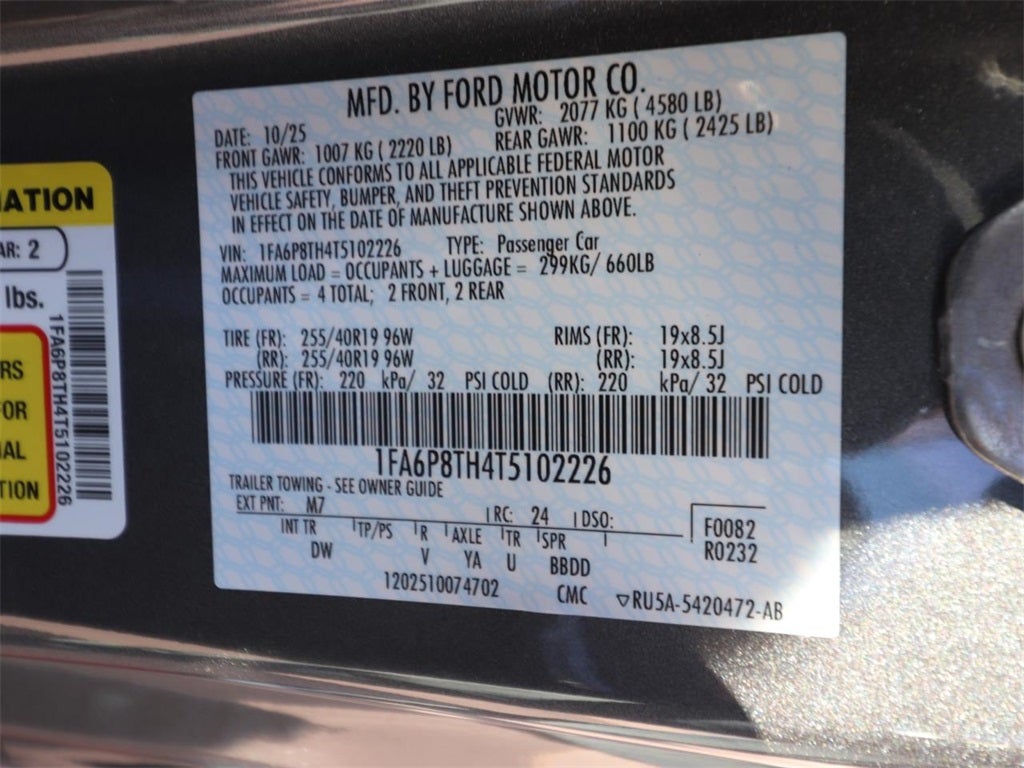 MFD. BY FORD MOTOR CO.
DATE: 10/25 GVWR: 2077 KG ( 4580 LB)
FRONT GAWR: 1007 KG ( 2220 LB) REAR GAWR: 1100 KG ( 2425 LB)
THIS VEHICLE CONFORMS TO ALL APPLICABLE FEDERAL MOTOR
VEHICLE SAFETY, BUMPER, AND THEFT PREVENTION STANDARDS
IN EFFECT ON THE DATE OF MANUFACTURE SHOWN ABOVE.
VIN: 1FA6P8TH4T5102226 TYPE: Passenger Car
MAXIMUM LOAD = OCCUPANTS + LUGGAGE = 299KG/ 660LB
OCCUPANTS = 4 TOTAL; 2 FRONT, 2 REAR
TIRE (FR): 255/40R19 96W RIMS (FR): 19x8.5J
(RR): 255/40R19 96W (RR): 19x8.5J
PRESSURE (FR): 220 kPa/ 32 PSI COLD (RR): 220 kPa/ 32 PSI COLD
1FA6P8TH4T5102226
TRAILER TOWING - SEE OWNER GUIDE
EXT PNT: M7 RC: 24 DSO: F0082
INT TR TP/PS R AXLE TR SPR R0232
DW V YA U BBDD
1202510074702 CMC ▽RU5A-5420472-AB
AR: 2
lbs.
1FA6P8TH4T5102226
FOR